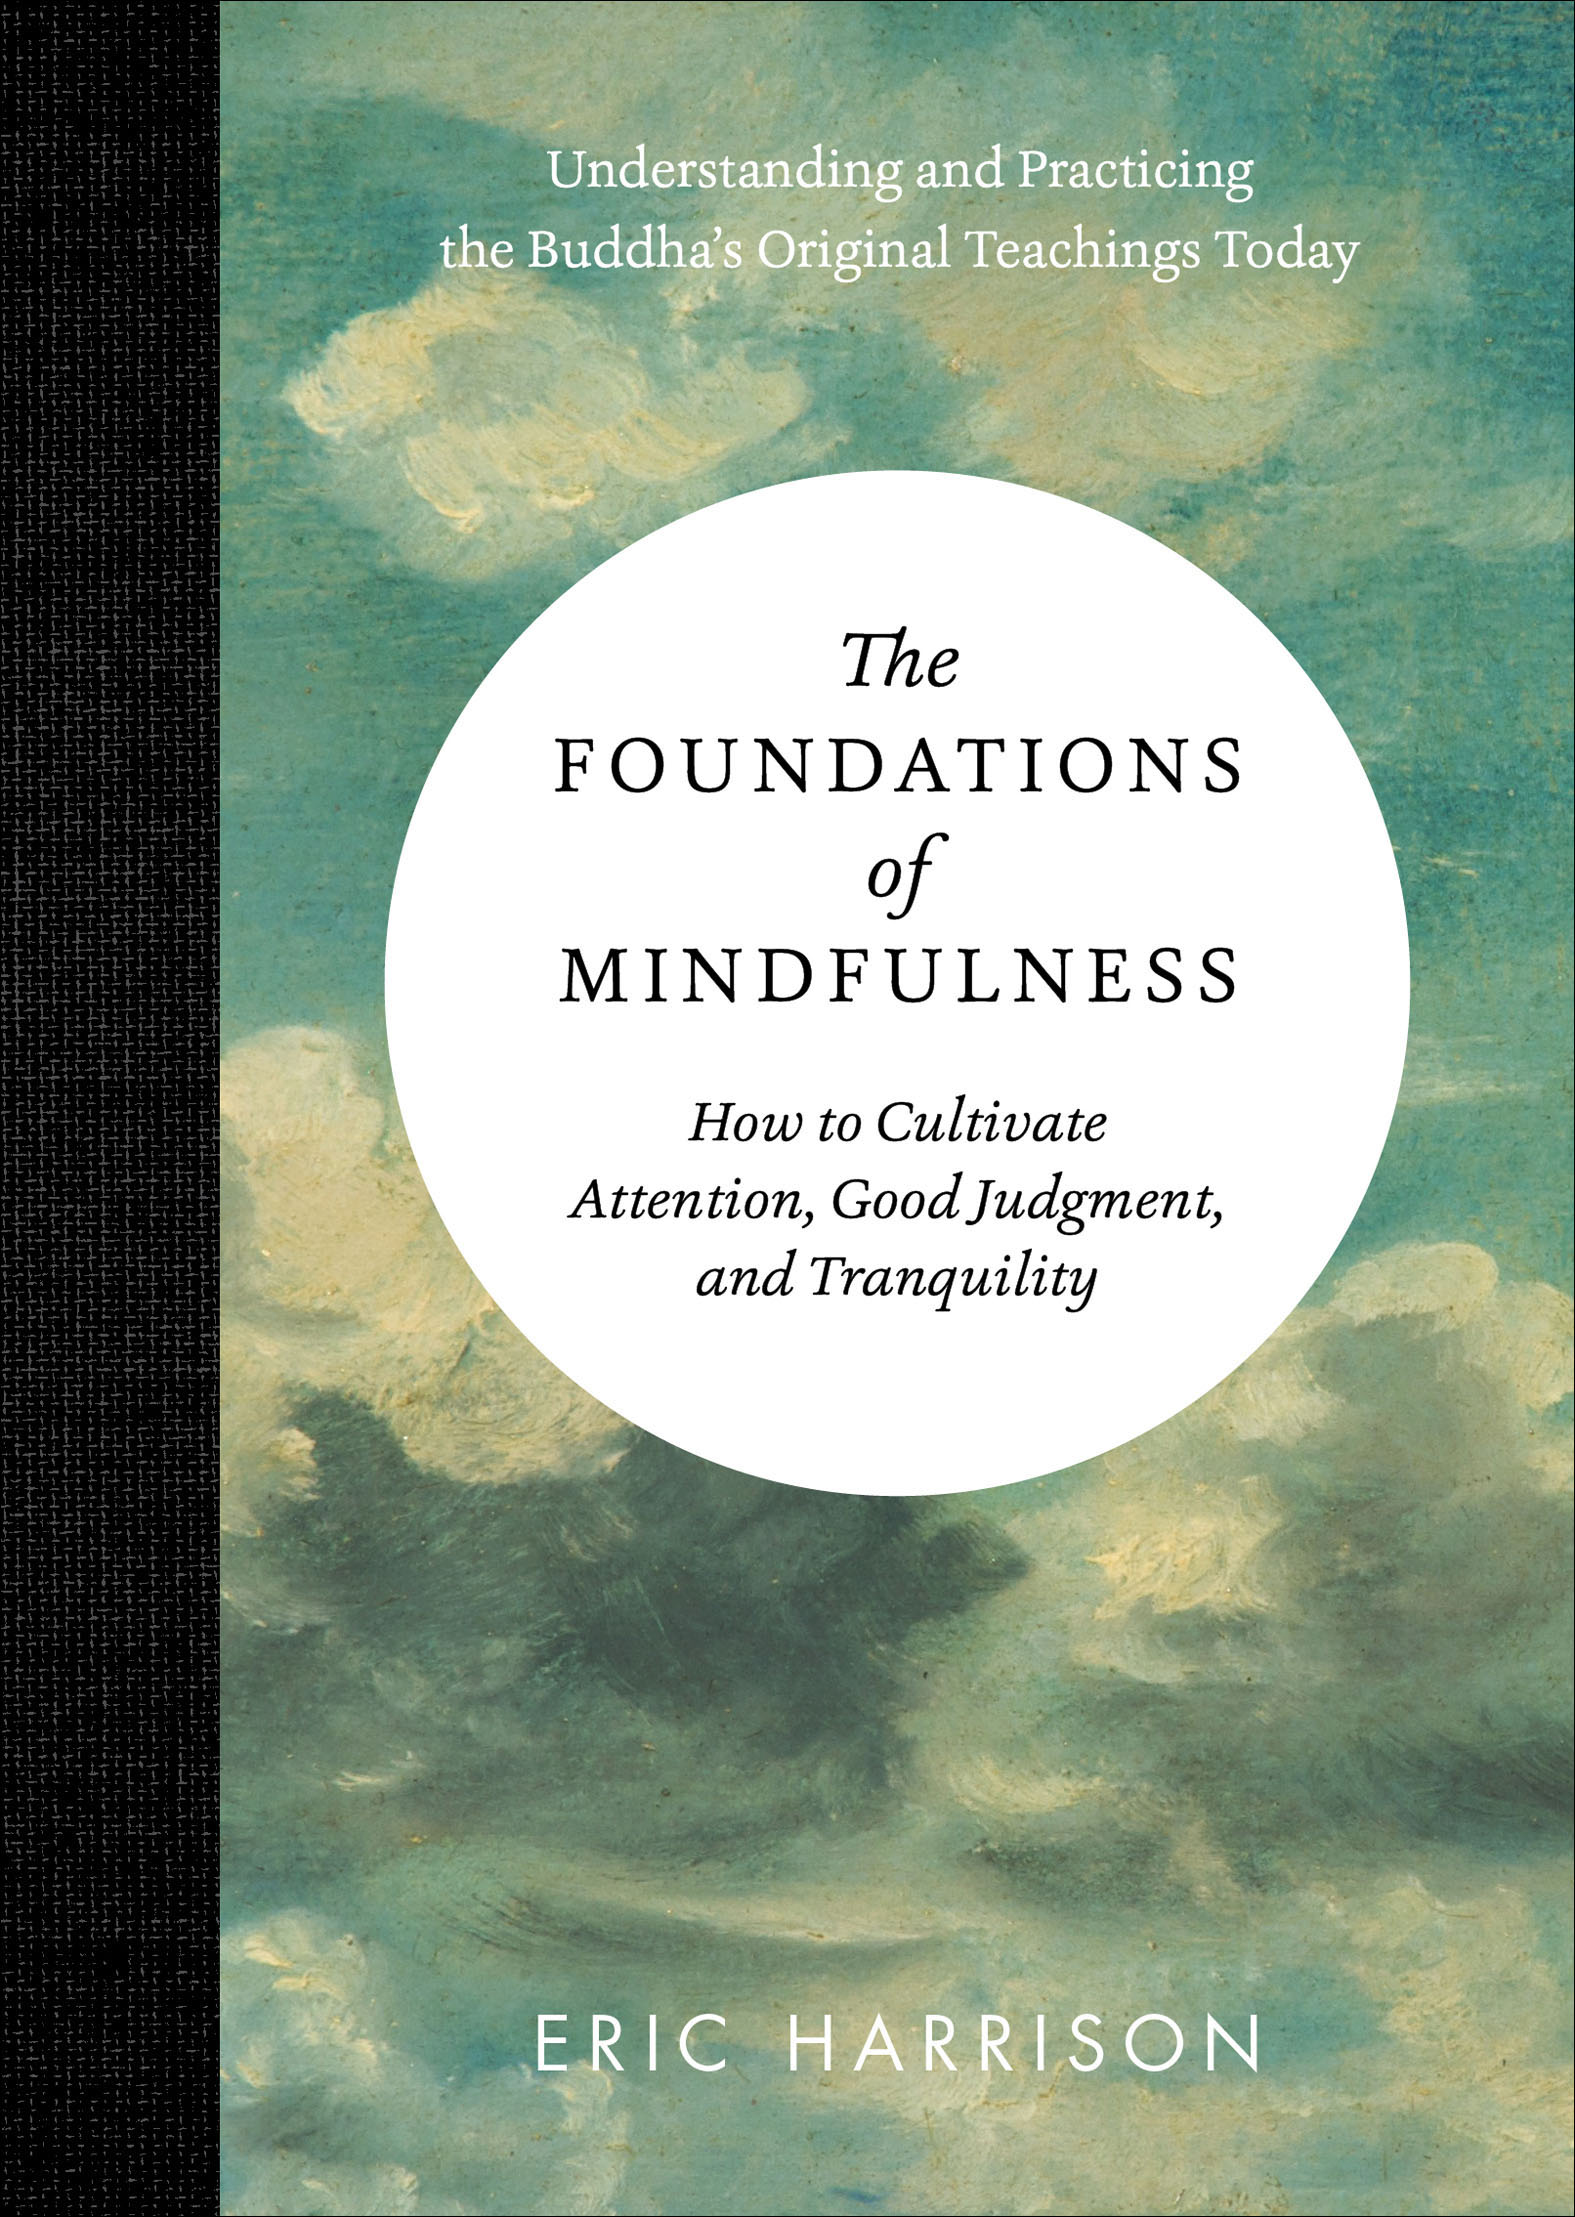 Understanding and Practicing
the Buddha’s Original Teachings Today
The
FOUNDATIONS
of
MINDFULNESS
How to Cultivate
Attention, Good Judgment,
and Tranquility
ERIC HARRISON